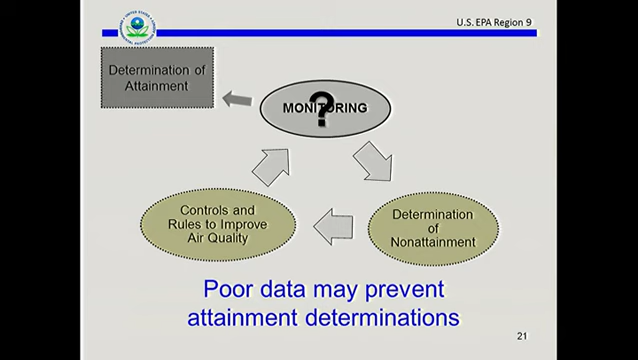 U.S. EPA Region 9
Determination of
Attainment
MONITORING
?
Controls and
Rules to Improve
Air Quality
Determination
of
Nonattainment
Poor data may prevent
attainment determinations
21